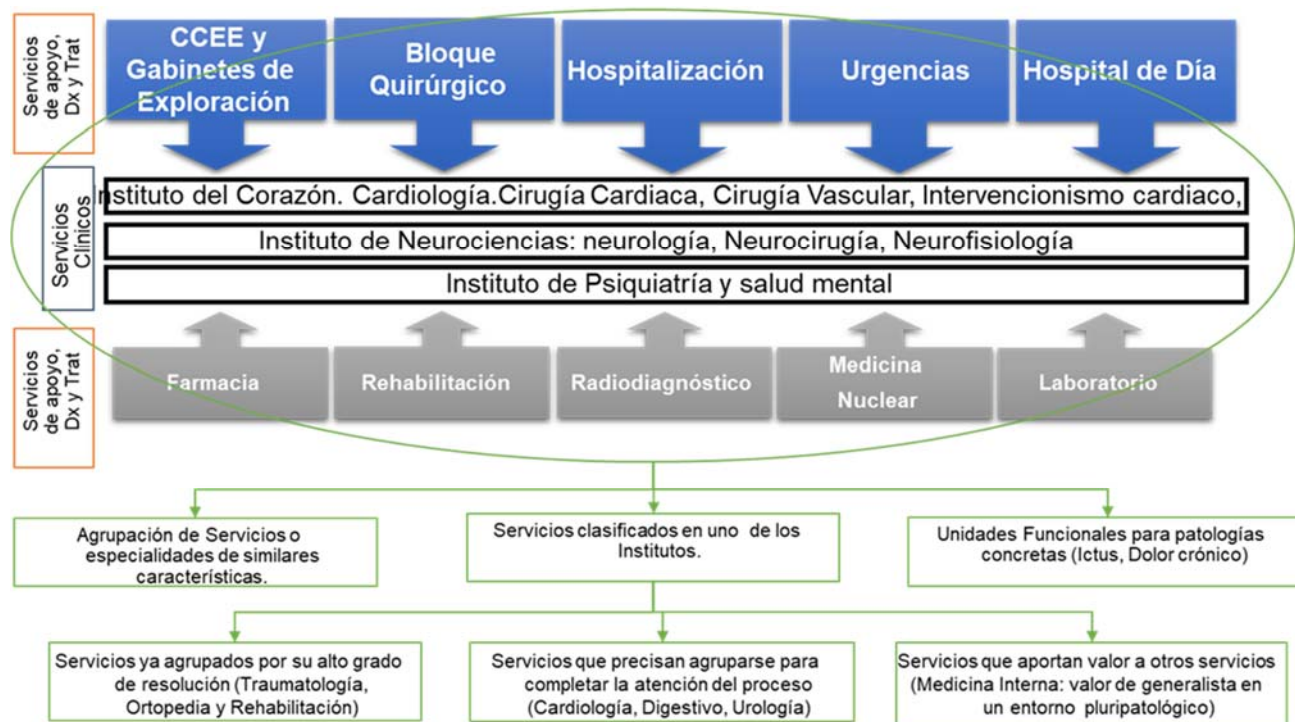 Servicios
de apoyo,
Dx y Trat
CCEE y
Gabinetes de
Exploración
Bloque
Quirúrgico
Hospitalización
Urgencias
Hospital de Día
Servicios
Clínicos
Instituto del Corazón. Cardiología.Cirugía Cardiaca, Cirugía Vascular, Intervencionismo cardiaco,
Instituto de Neurociencias: neurología, Neurocirugía, Neurofisiología
Instituto de Psiquiatría y salud mental
Servicios
de apoyo,
Dx y Trat
Farmacia
Rehabilitación
Radiodiagnóstico
Medicina
Nuclear
Laboratorio
Agrupación de Servicios o
especialidades de similares
características.
Servicios clasificados en uno de los
Institutos.
Unidades Funcionales para patologías
concretas (Ictus, Dolor crónico)
Servicios ya agrupados por su alto grado
de resolución (Traumatología,
Ortopedia y Rehabilitación)
Servicios que precisan agruparse para
completar la atención del proceso
(Cardiología, Digestivo, Urología)
Servicios que aportan valor a otros servicios
(Medicina Interna: valor de generalista en
un entorno pluripatológico)